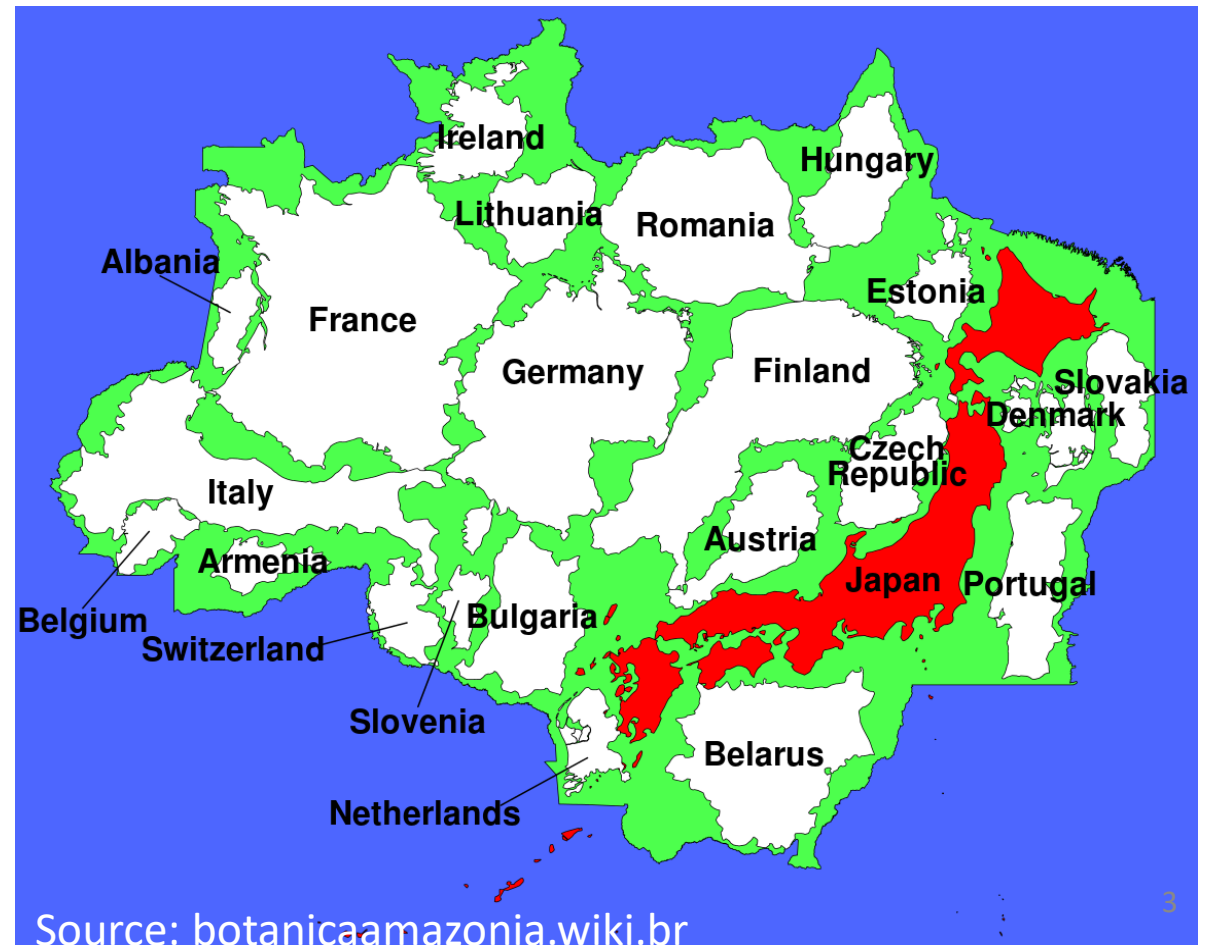 Ireland
Hungary
Lithuania
Romania
Albania
Estonia
France
Germany
Finland
Slovakia
Denmark
Czech
Republic
Italy
Austria
Armenia
Japan
Portugal
Belgium
Bulgaria
Switzerland
Slovenia
Belarus
Netherlands
3
Source: botanicaamazonia.wiki.br